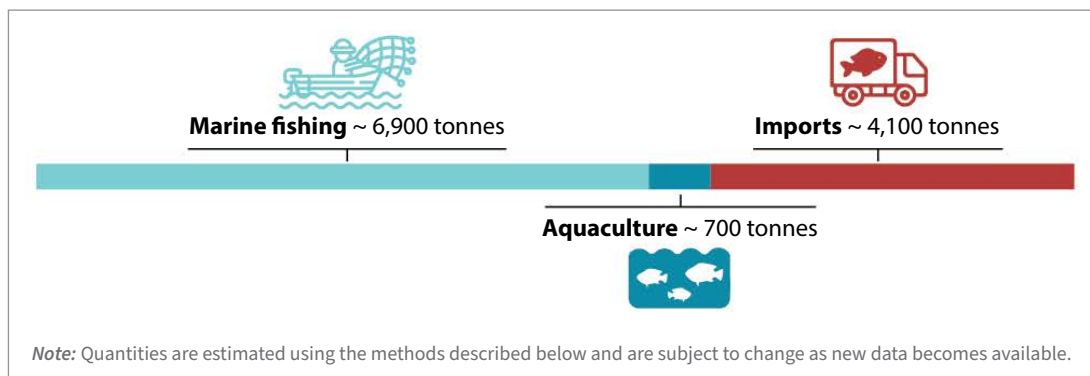 Marine fishing ~ 6,900 tonnes
Imports ~ 4,100 tonnes
Aquaculture ~ 700 tonnes
Note: Quantities are estimated using the methods described below and are subject to change as new data becomes available.